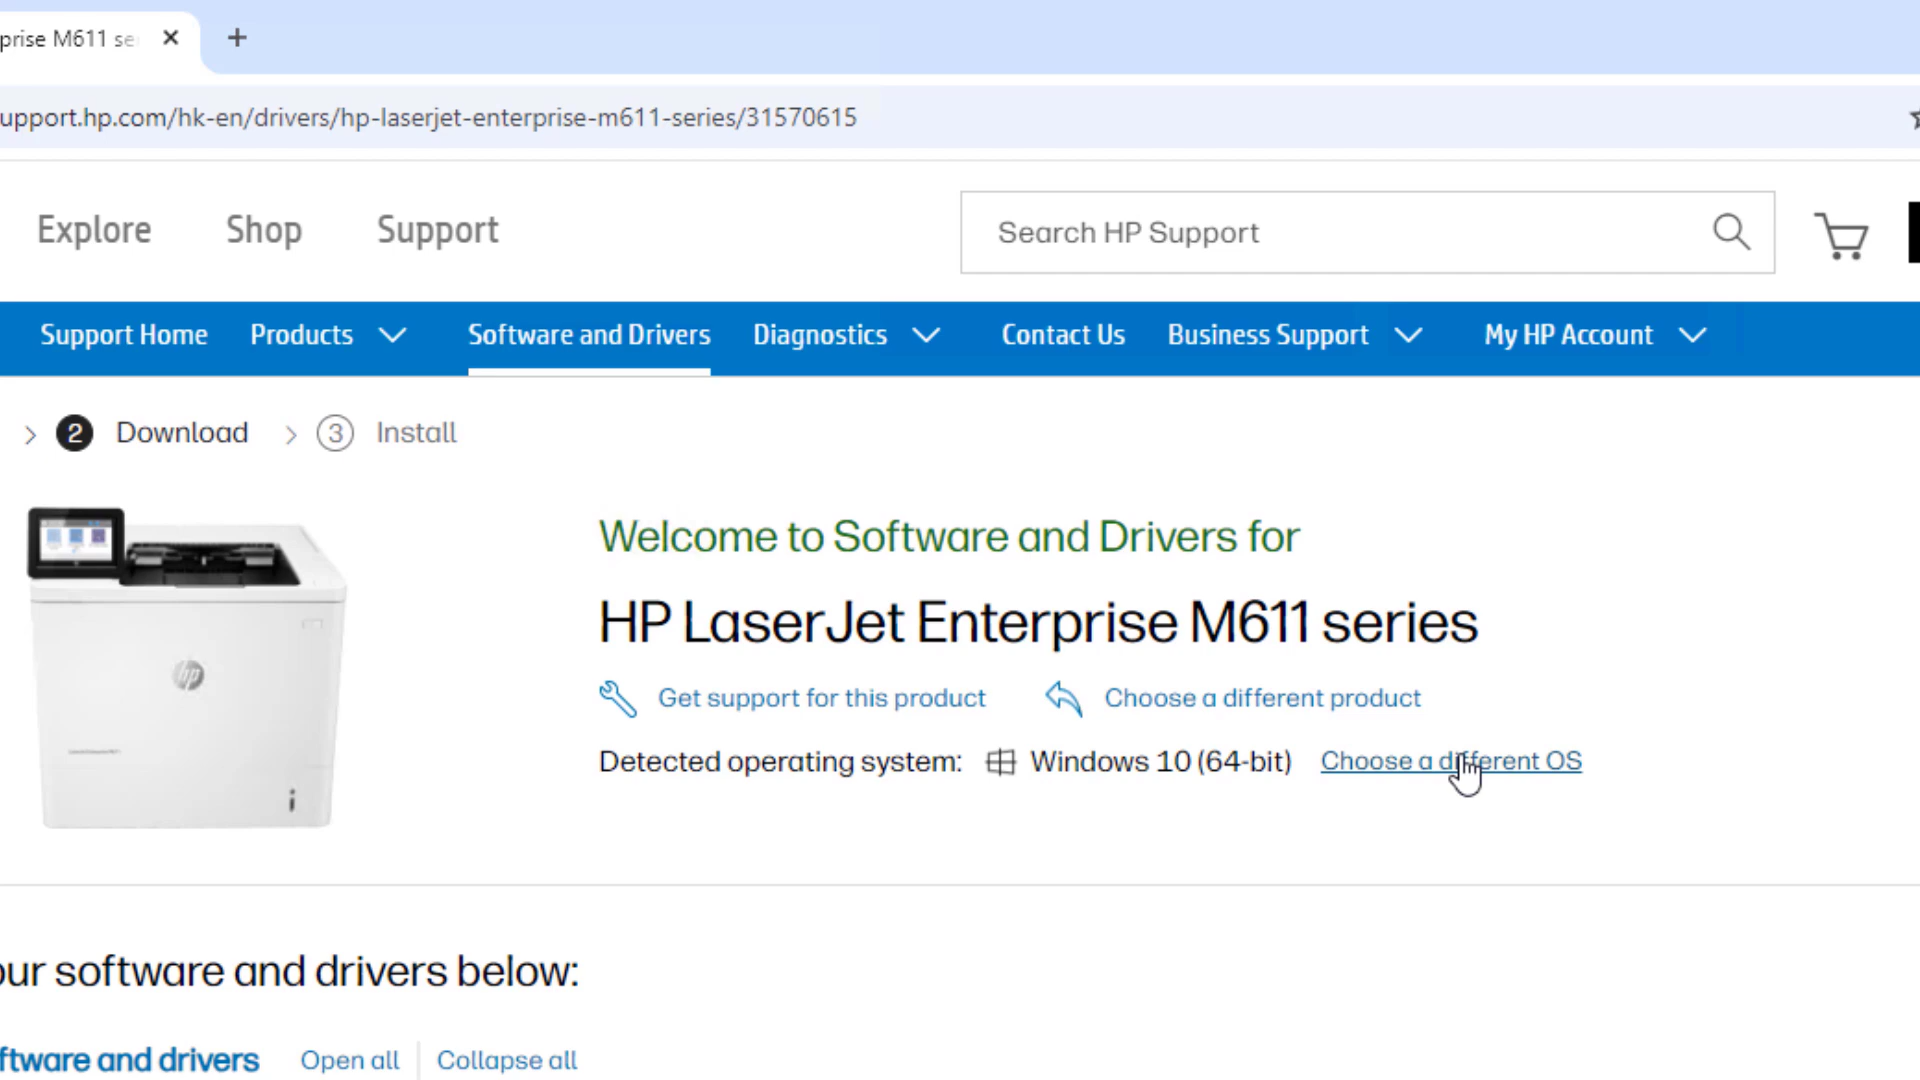 prise M611 se
upport.hp.com/hk-en/drivers/hp-laserjet-enterprise-m611-series/31570615
Explore Shop Support Search HP Support
Support Home Products Software and Drivers Diagnostics Contact Us Business Support My HP Account
2 Download 3 Install
Welcome to Software and Drivers for
HP LaserJet Enterprise M611 series
hp
Get support for this product Choose a different product
Detected operating system: Windows 10 (64-bit) Choose a different OS
our software and drivers below:
ftware and drivers Open all Collapse all